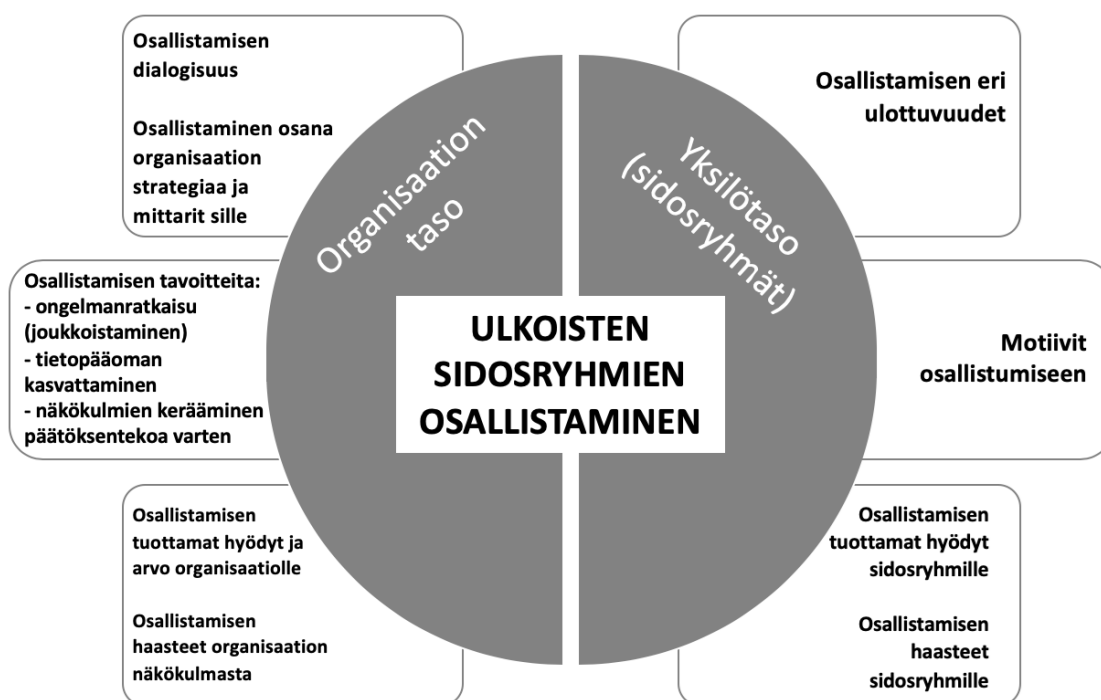 Osallistamisen
dialogisuus
Osallistaminen osana
organisaation
strategiaa ja
mittarit sille
Osallistamisen tavoitteita:
- ongelmanratkaisu
(joukkoistaminen)
- tietopääoman
kasvattaminen
- näkökulmien kerääminen
päätöksentekoa varten
Osallistamisen
tuottamat hyödyt ja
arvo organisaatiolle
Osallistamisen
haasteet organisaation
näkökulmasta
Organisaation
taso
ULKOISTEN
SIDOSRYHMIEN
OSALLISTAMINEN
Yksilötaso
(sidosryhmät)
Osallistamisen eri
ulottuvuudet
Motiivit
osallistumiseen
Osallistamisen
tuottamat hyödyt
sidosryhmille
Osallistamisen
haasteet
sidosryhmille